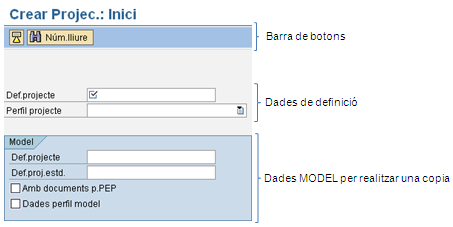 Crear Projec.: Inici
Núm.lliure
Barra de botons
Def.projecte
Perfil projecte
Dades de definició
Model
Def.projecte
Def.proj.estd.
Amb documents p.PEP
Dades perfil model
Dades MODEL per realitzar una copia